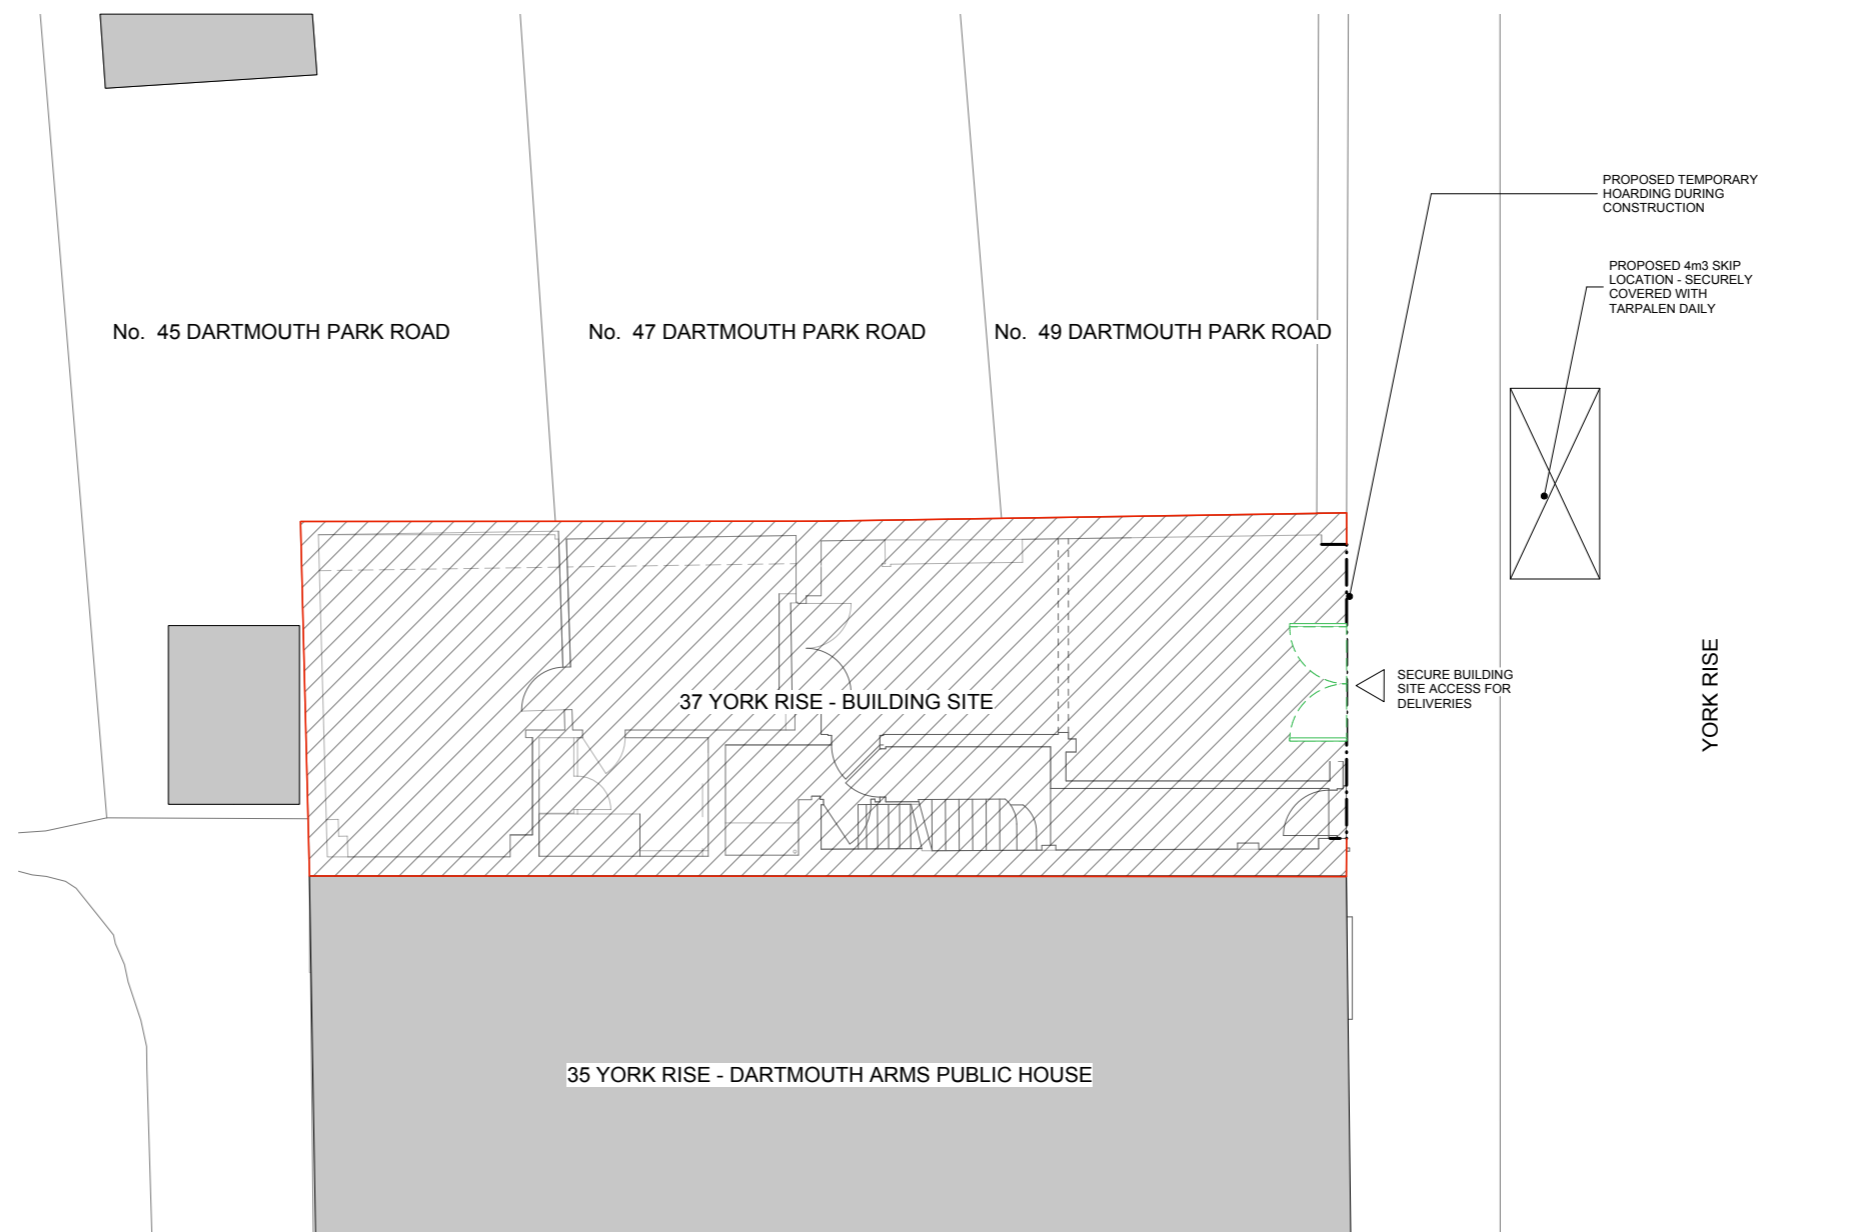 PROPOSED TEMPORARY
HOARDING DURING
CONSTRUCTION
PROPOSED 4m3 SKIP
LOCATION - SECURELY
COVERED WITH
TARPALEN DAILY
No. 45 DARTMOUTH PARK ROAD
No. 47 DARTMOUTH PARK ROAD
No. 49 DARTMOUTH PARK ROAD
37 YORK RISE - BUILDING SITE
SECURE BUILDING
SITE ACCESS FOR
DELIVERIES
YORK RISE
35 YORK RISE - DARTMOUTH ARMS PUBLIC HOUSE